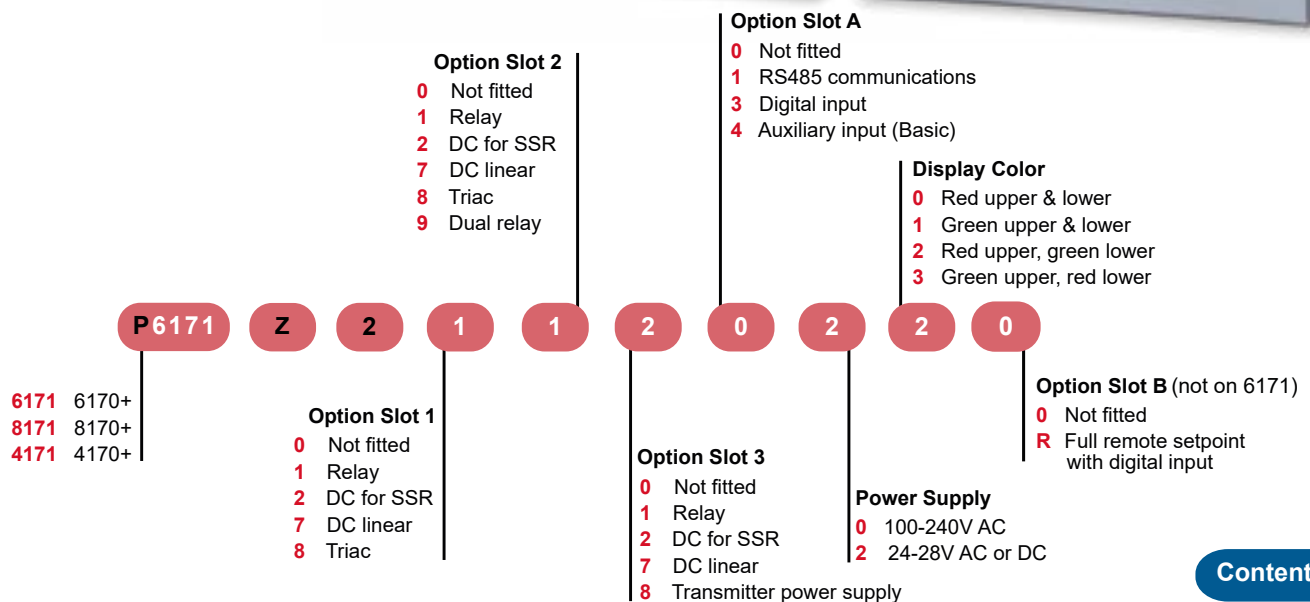 Option Slot A
0 Not fitted
1 RS485 communications
3 Digital input
4 Auxiliary input (Basic)
Option Slot 2
0 Not fitted
1 Relay
2 DC for SSR
7 DC linear
8 Triac
9 Dual relay
Display Color
0 Red upper & lower
1 Green upper & lower
2 Red upper, green lower
3 Green upper, red lower
P6171 Z 2 1 1 2 0 2 2 0
6171 6170+
8171 8170+
4171 4170+
Option Slot 1
0 Not fitted
1 Relay
2 DC for SSR
7 DC linear
8 Triac
Option Slot 3
0 Not fitted
1 Relay
2 DC for SSR
7 DC linear
8 Transmitter power supply
Power Supply
0 100-240V AC
2 24-28V AC or DC
Option Slot B (not on 6171)
0 Not fitted
R Full remote setpoint
with digital input
Content